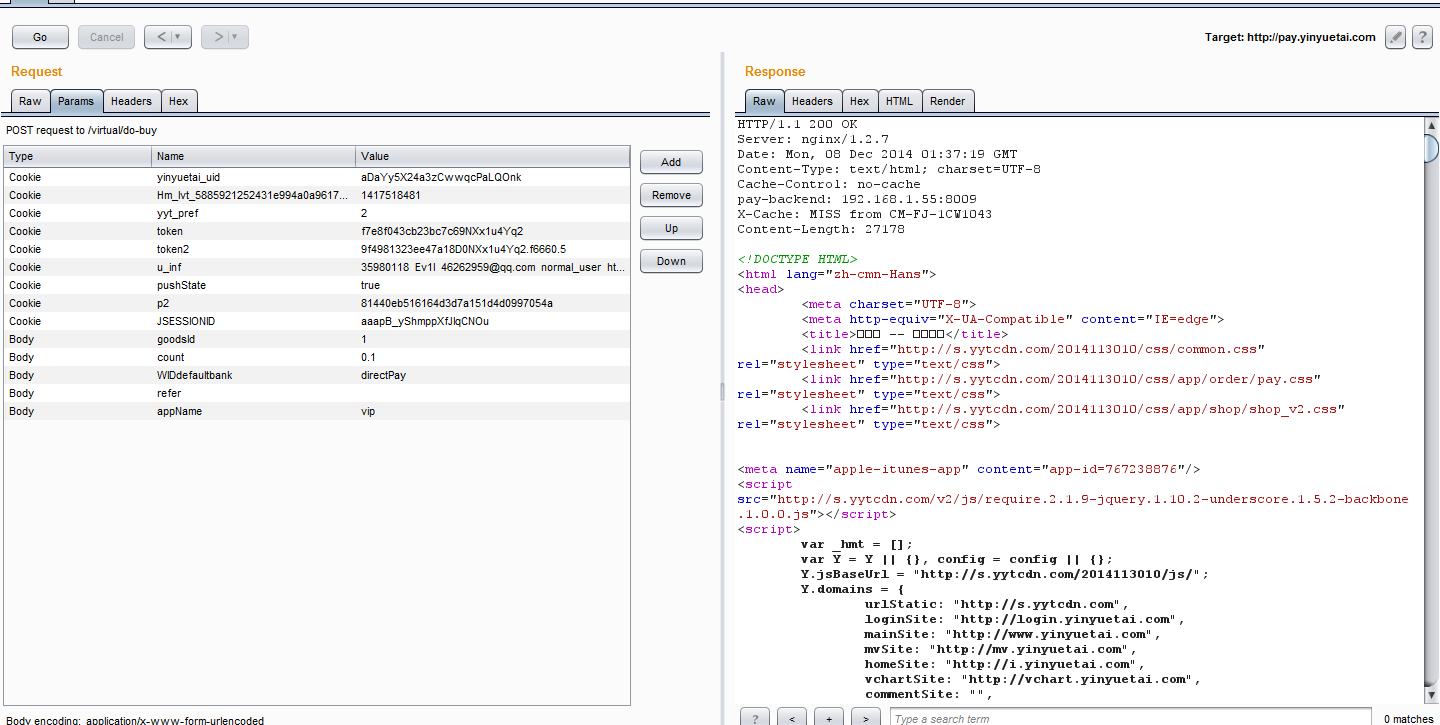 Go
Cancel
<
>
Target: http://pay.yinyuetai.com
?
Request
Raw
Params
Headers
Hex
POST request to /virtual/do-buy
Type Name Value
Cookie yinyuetai_uid aDaYy5X24a3zCwwqcPaLQOnk
Cookie Hm_lvt_5885921252431e994a0a9617... 1417518481
Cookie yyt_pref 2
Cookie token f7e8f043cb23bc7c69NXx1u4Yq2
Cookie token2 9f4981323ee47a18D0NXx1u4Yq2.f6660.5
Cookie u_inf 35980118 Ev1l 46262959@qq.com normal_user ht...
Cookie pushState true
Cookie p2 81440eb516164d3d7a151d4d0997054a
Cookie JSESSIONID aaapB_yShmppXfJlqCNOu
Body goodsId 1
Body count 0.1
Body WIDdefaultbank directPay
Body refer
Body appName vip
Add
Remove
Up
Down
Body encoding: application/x-www-form-urlencoded
Response
Raw
Headers
Hex
HTML
Render
HTTP/1.1 200 OK
Server: nginx/1.2.7
Date: Mon, 08 Dec 2014 01:37:19 GMT
Content-Type: text/html; charset=UTF-8
Cache-Control: no-cache
pay-backend: 192.168.1.55:8009
X-Cache: MISS from CM-FJ-1CW1043
Content-Length: 27178
<!DOCTYPE HTML>
<html lang="zh-cmn-Hans">
<head>
<meta charset="UTF-8">
<meta http-equiv="X-UA-Compatible" content="IE=edge">
<title>□□□ -- □□□□</title>
<link href="http://s.yytcdn.com/2014113010/css/common.css"
rel="stylesheet" type="text/css">
<link href="http://s.yytcdn.com/2014113010/css/app/order/pay.css"
rel="stylesheet" type="text/css">
<link href="http://s.yytcdn.com/2014113010/css/app/shop/shop_v2.css"
rel="stylesheet" type="text/css">
<meta name="apple-itunes-app" content="app-id=767238876"/>
<script
src="http://s.yytcdn.com/v2/js/require.2.1.9-jquery.1.10.2-underscore.1.5.2-backbone
.1.0.0.js"></script>
<script>
var _hmt = [];
var Y = Y || {}, config = config || {};
Y.jsBaseUrl = "http://s.yytcdn.com/2014113010/js/";
Y.domains = {
urlStatic: "http://s.yytcdn.com",
loginSite: "http://login.yinyuetai.com",
mainSite: "http://www.yinyuetai.com",
mvSite: "http://mv.yinyuetai.com",
homeSite: "http://i.yinyuetai.com",
vchartSite: "http://vchart.yinyuetai.com",
commentSite: "",
?
<
+
>
Type a search term
0 matches